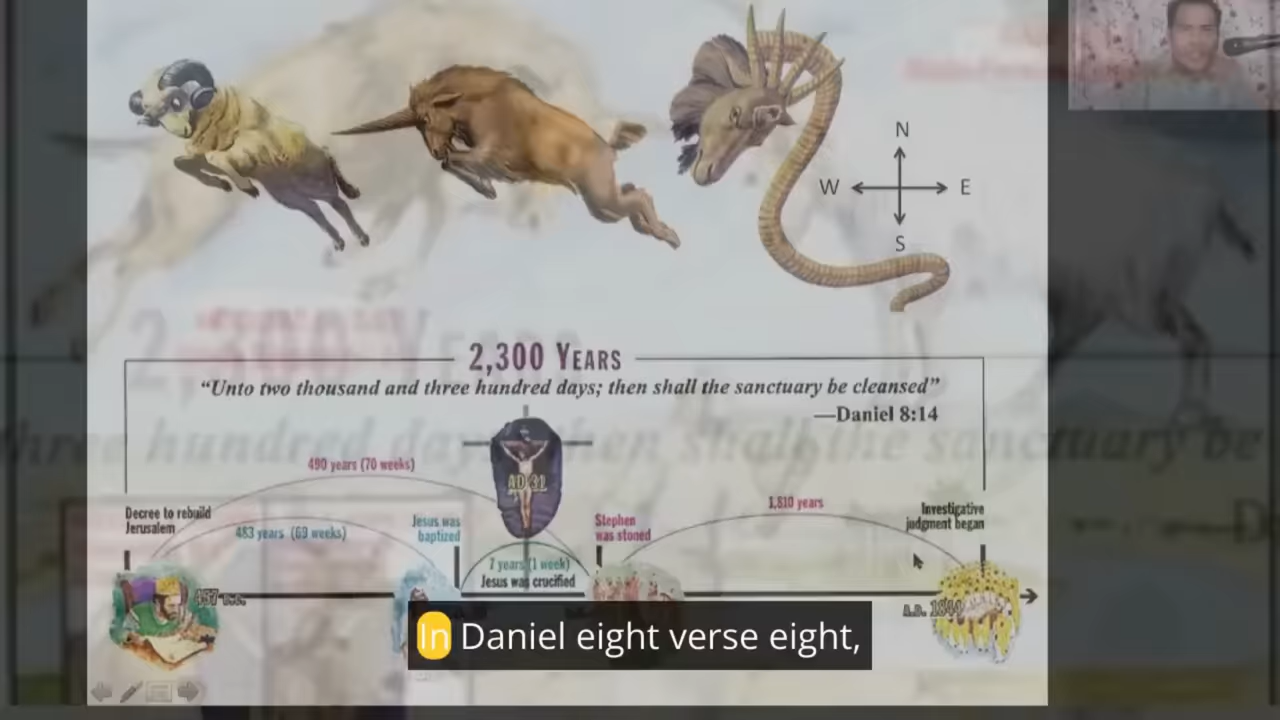 N
W E
S
2,300 YEARS
"Unto two thousand and three hundred days; then shall the sanctuary be cleansed"
—Daniel 8:14
490 years (70 weeks)
AD 31
1,810 years
Decree to rebuild
Jerusalem
483 years (69 weeks)
Jesus was
baptized
Stephen
was stoned
Investigative
judgment began
7 years (1 week)
Jesus was crucified
457 B.C.
A.D. 1844
In Daniel eight verse eight,